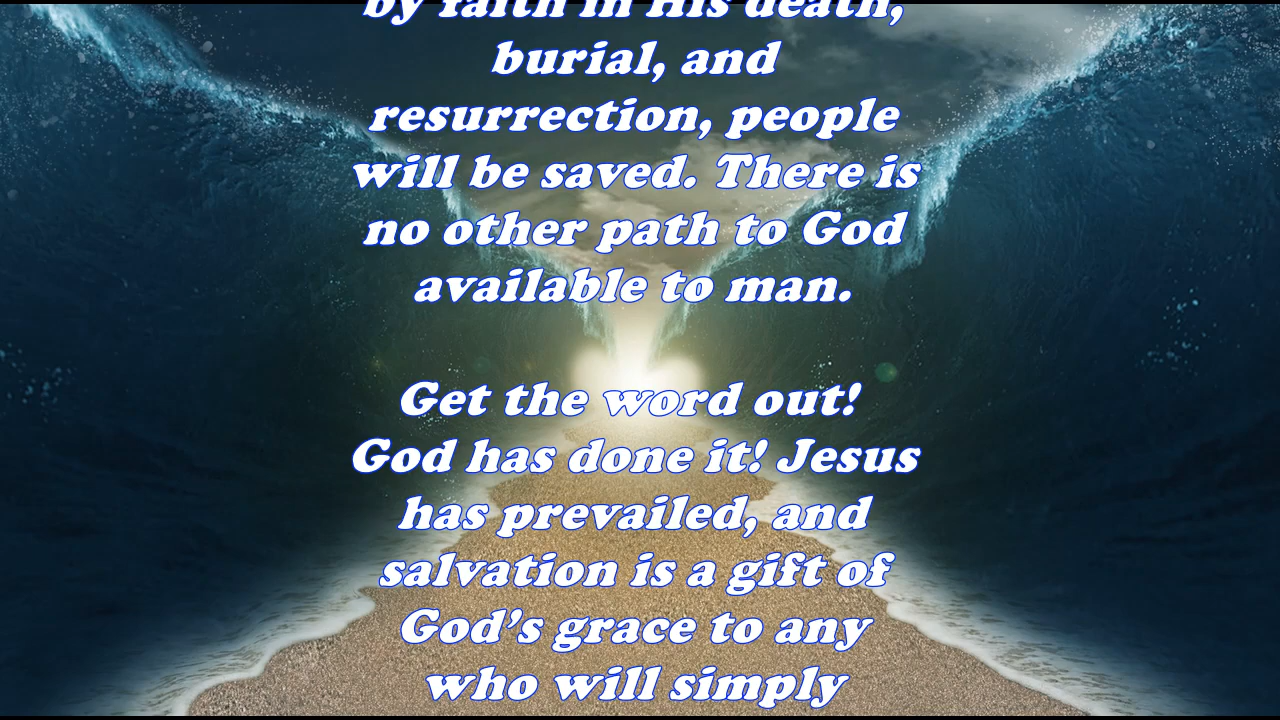 by faith in His death,
burial, and
resurrection, people
will be saved. There is
no other path to God
available to man.
Get the word out!
God has done it! Jesus
has prevailed, and
salvation is a gift of
God’s grace to any
who will simply